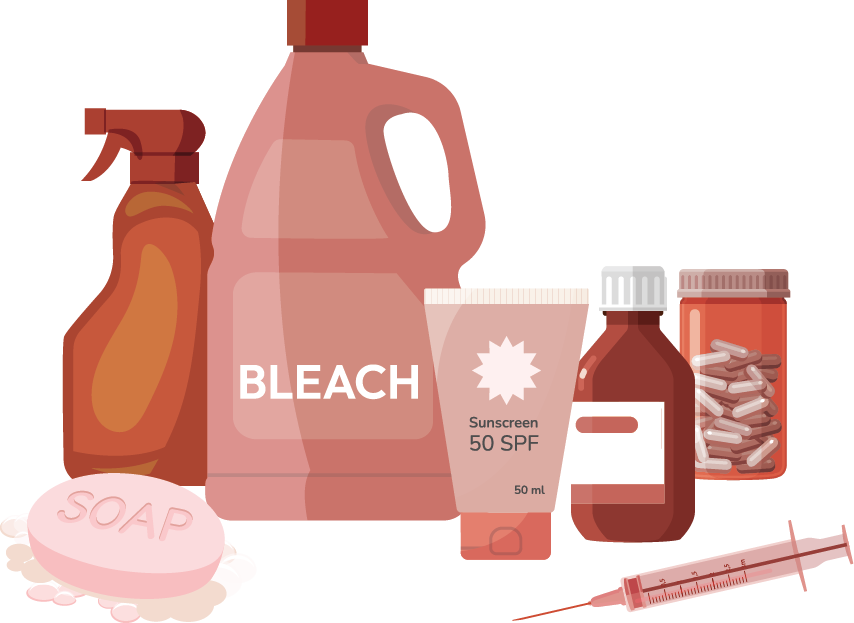 BLEACH
Sunscreen
50 SPF
50 ml
SOAP